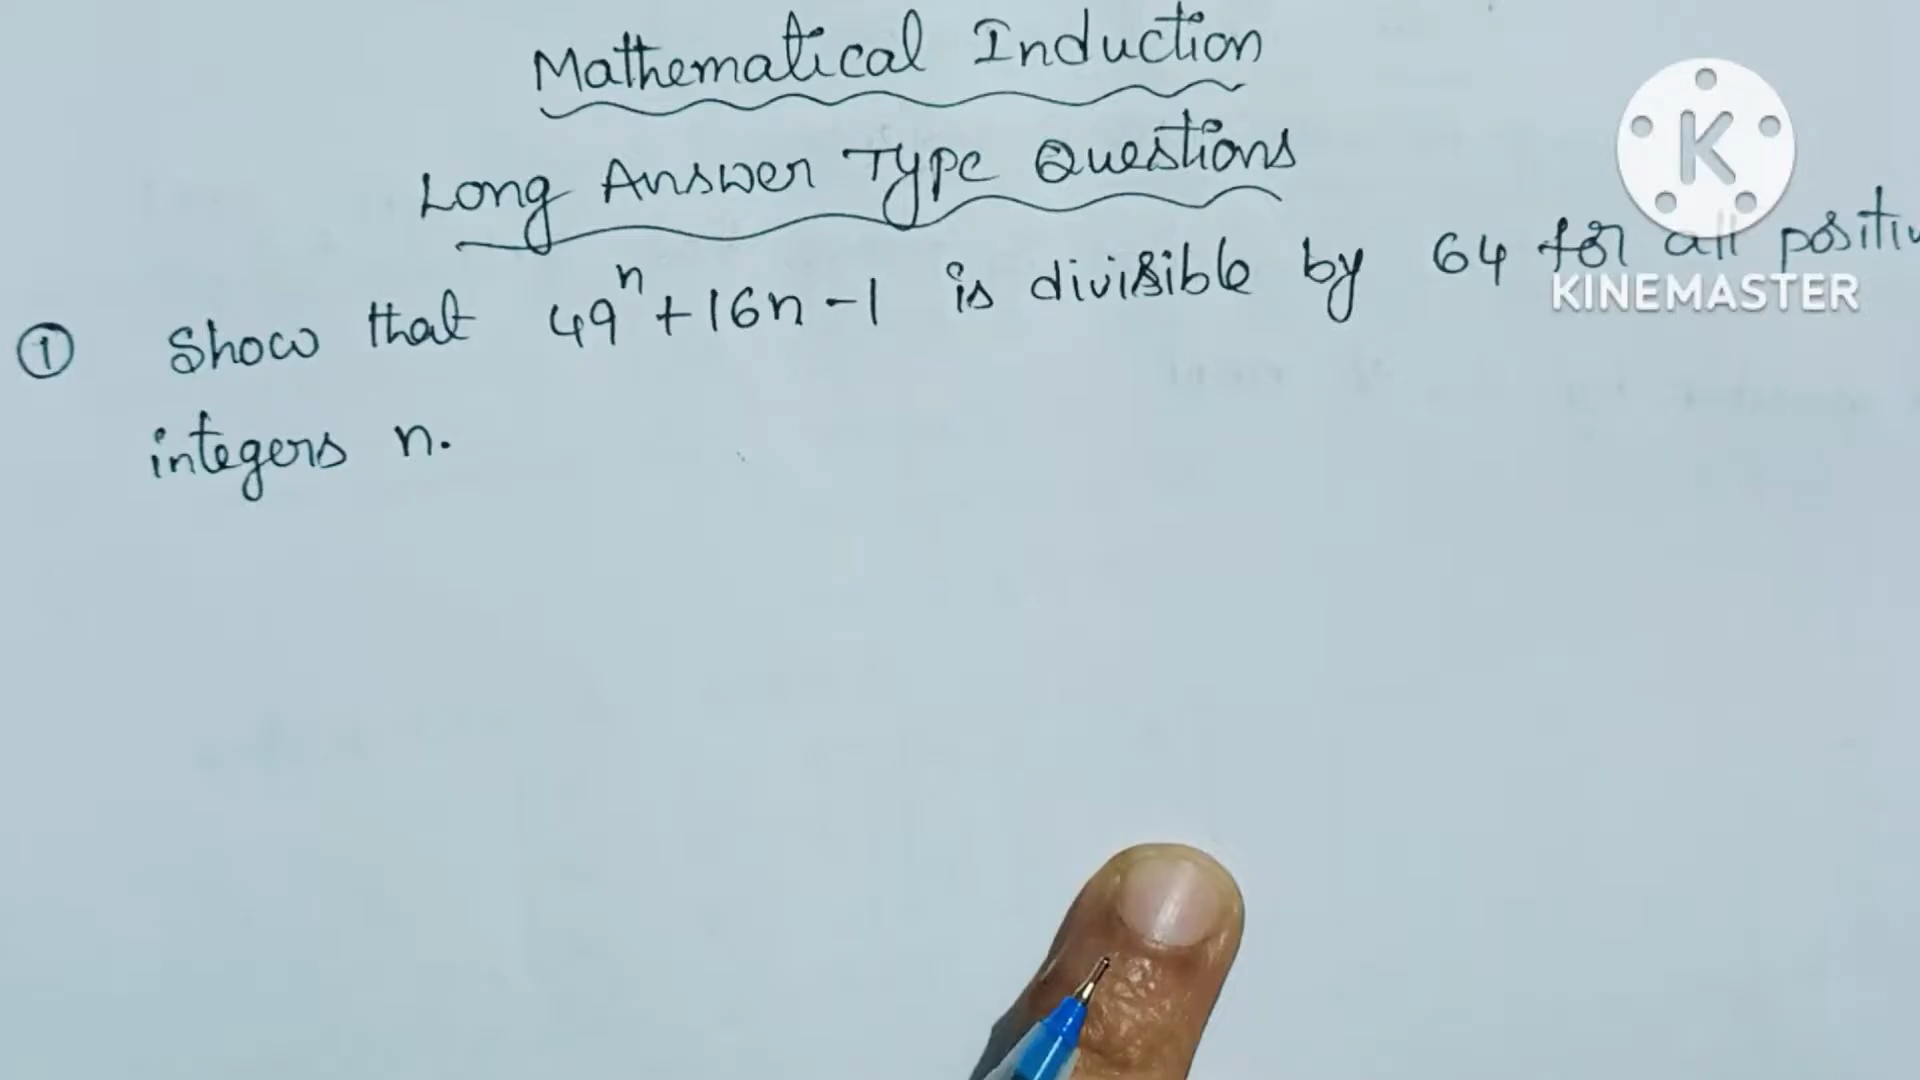 Mathematical Induction
Long Answer Type Questions
① Show that 49ⁿ+16n-1 is divisible by 64 for all positiv
integers n.
K
KINEMASTER